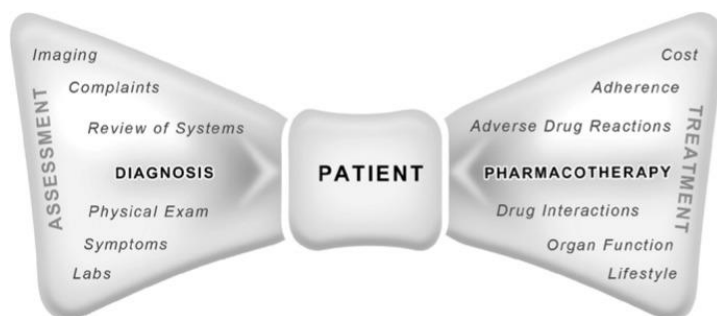 ASSESSMENT
Imaging
Complaints
Review of Systems
DIAGNOSIS
Physical Exam
Symptoms
Labs
PATIENT
Cost
Adherence
Adverse Drug Reactions
PHARMACOTHERAPY
Drug Interactions
Organ Function
Lifestyle
TREATMENT